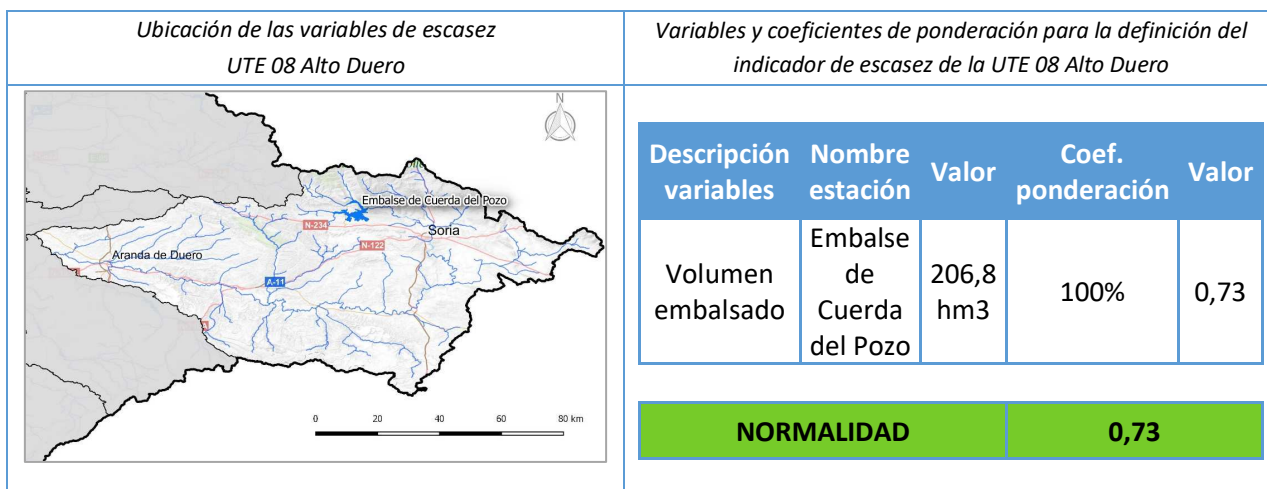 Ubicación de las variables de escasez
UTE 08 Alto Duero
Variables y coeficientes de ponderación para la definición del
indicador de escasez de la UTE 08 Alto Duero
N
Embalse de Cuerda del Pozo
N-234
Soria
N-122
Aranda de Duero
A-11
0 20 40 60 80 km
Descripción variables
Nombre estación
Valor
Coef. ponderación
Valor
Volumen embalsado
Embalse de Cuerda del Pozo
206,8 hm3
100%
0,73
NORMALIDAD 0,73